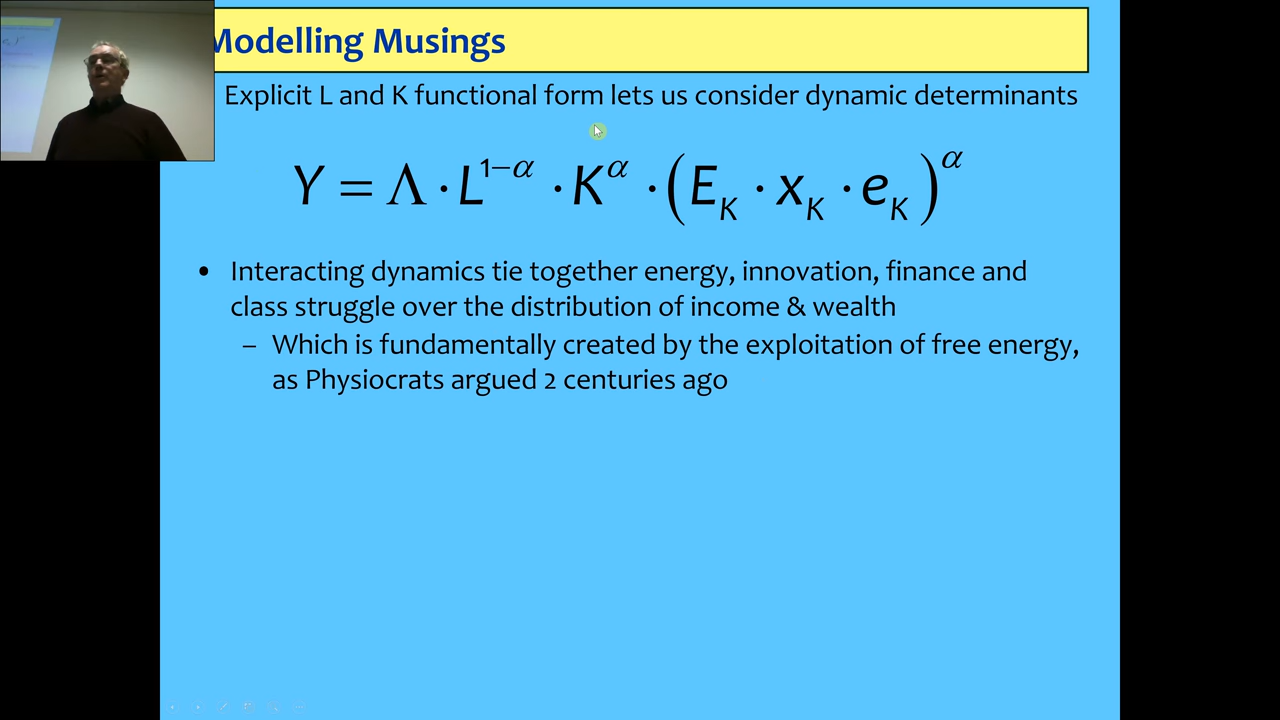 Modelling Musings
Explicit L and K functional form lets us consider dynamic determinants
Y = Λ · L^{1−α} · K^α · (E_K · x_K · e_K)^α
• Interacting dynamics tie together energy, innovation, finance and
class struggle over the distribution of income & wealth
– Which is fundamentally created by the exploitation of free energy,
as Physiocrats argued 2 centuries ago